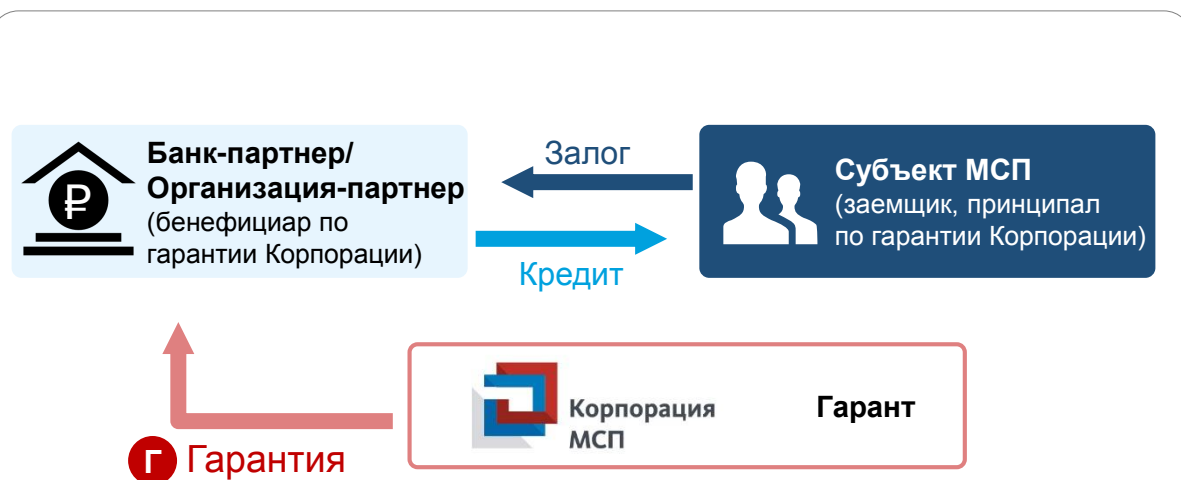 Банк-партнер/
Организация-партнер
(бенефициар по
гарантии Корпорации)
Залог
Кредит
Субъект МСП
(заемщик, принципал
по гарантии Корпорации)
₽
Корпорация
МСП
Гарант
Г Гарантия